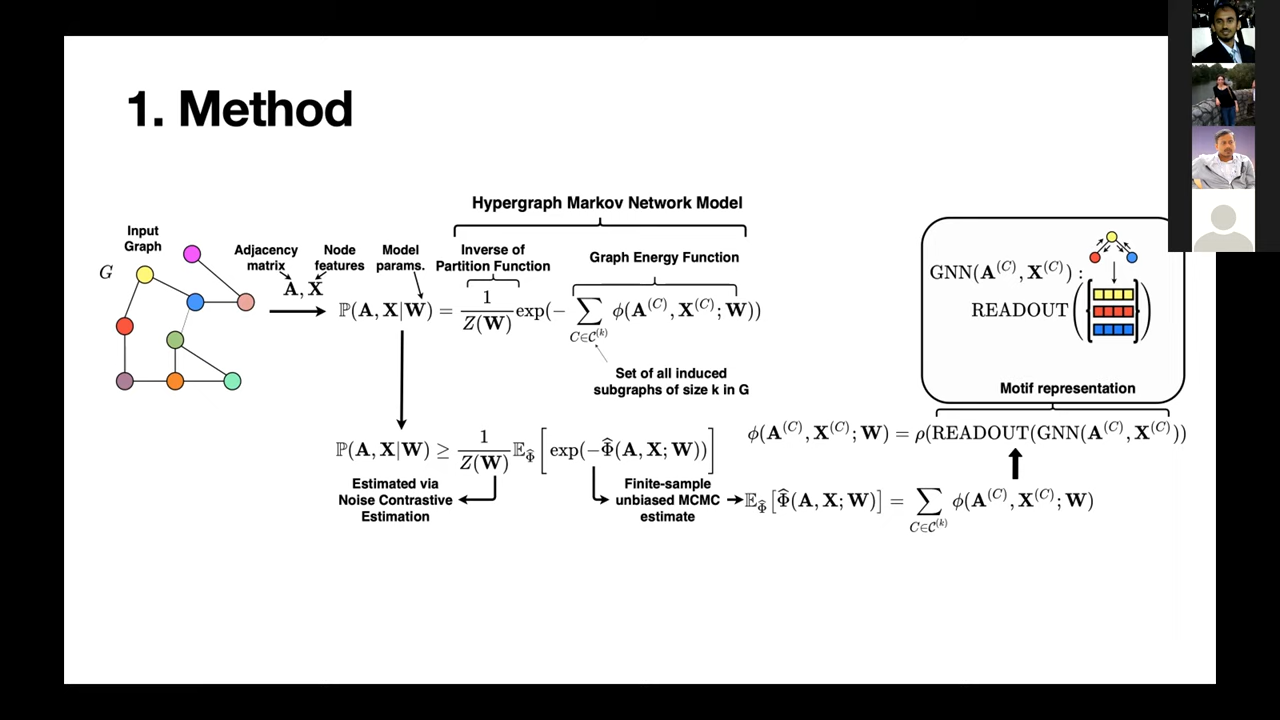 1. Method
Hypergraph Markov Network Model
Input
Graph
G
Adjacency
matrix
Node
features
Model
params.
Inverse of
Partition Function
Graph Energy Function
A, X
ℙ(A, X|W) = 1/Z(W) exp(− ∑_{C∈𝒞^{(k)}} ϕ(A^{(C)}, X^{(C)}; W))
Set of all induced
subgraphs of size k in G
GNN(A^{(C)}, X^{(C)}) :
READOUT
Motif representation
ℙ(A, X|W) ≥ 1/Z(W) 𝔼_{Φ̂}[exp(−Φ̂(A, X; W))]
ϕ(A^{(C)}, X^{(C)}; W) = ρ(READOUT(GNN(A^{(C)}, X^{(C)}))
Estimated via
Noise Contrastive
Estimation
Finite-sample
unbiased MCMC
estimate
𝔼_{Φ̂}[Φ̂(A, X; W)] = ∑_{C∈𝒞^{(k)}} ϕ(A^{(C)}, X^{(C)}; W)